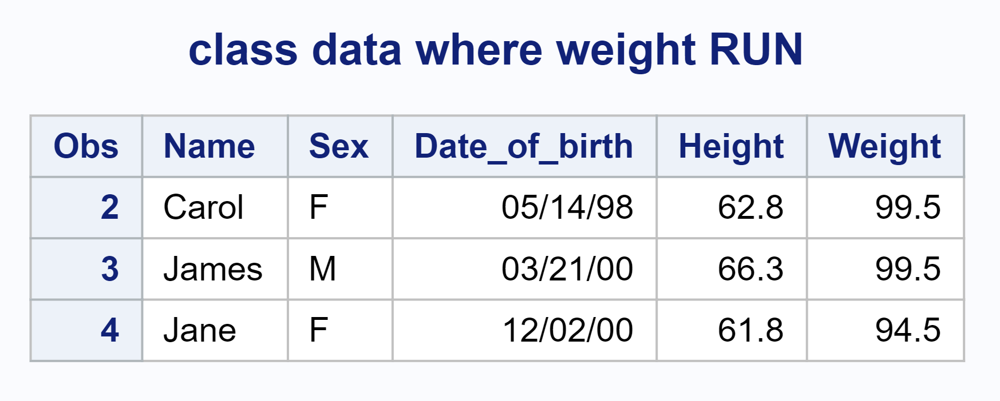 class data where weight RUN
Obs Name Sex Date_of_birth Height Weight
2 Carol F 05/14/98 62.8 99.5
3 James M 03/21/00 66.3 99.5
4 Jane F 12/02/00 61.8 94.5